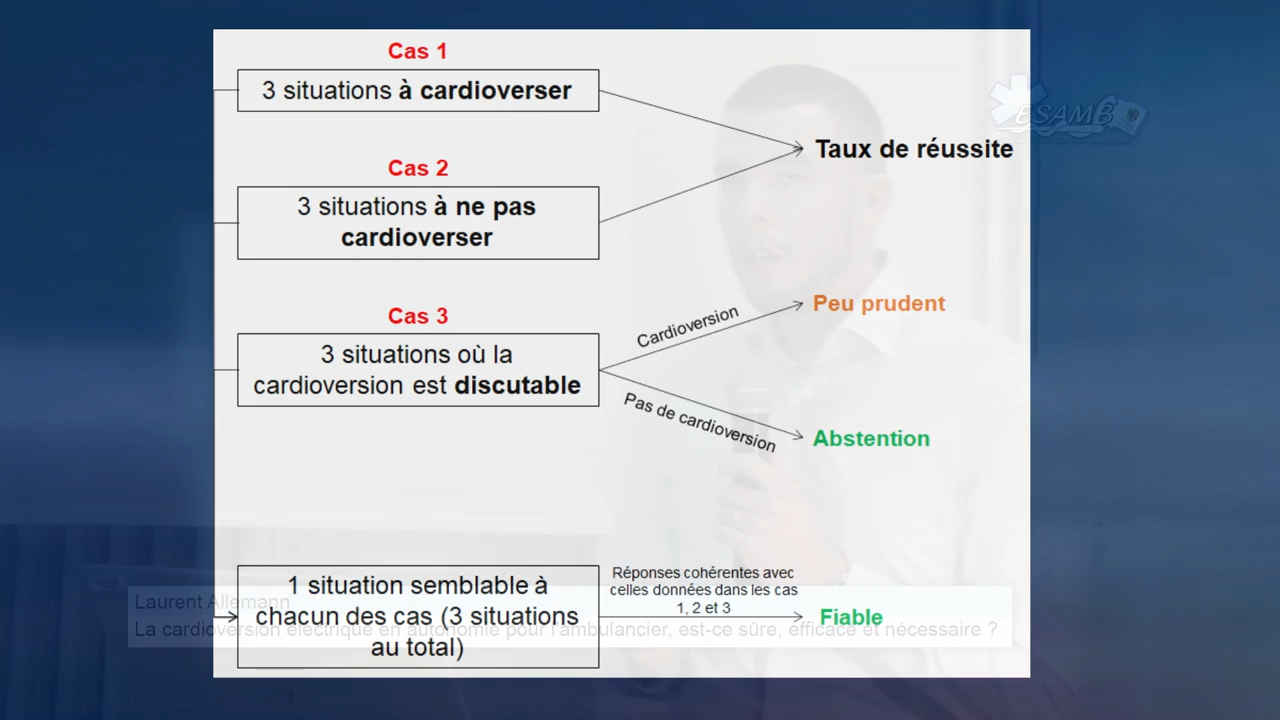 Cas 1
3 situations à cardioverser
ESAMB
Taux de réussite
Cas 2
3 situations à ne pas
cardioverser
Cas 3
Peu prudent
Cardioversion
3 situations où la
cardioversion est discutable
Pas de cardioversion
Abstention
1 situation semblable à
chacun des cas (3 situations
au total)
Réponses cohérentes avec
celles données dans les cas
1, 2 et 3
Fiable
Laurent Allemann
La cardioversion électrique en autonomie pour l'ambulancier, est-ce sûre, efficace et nécessaire ?